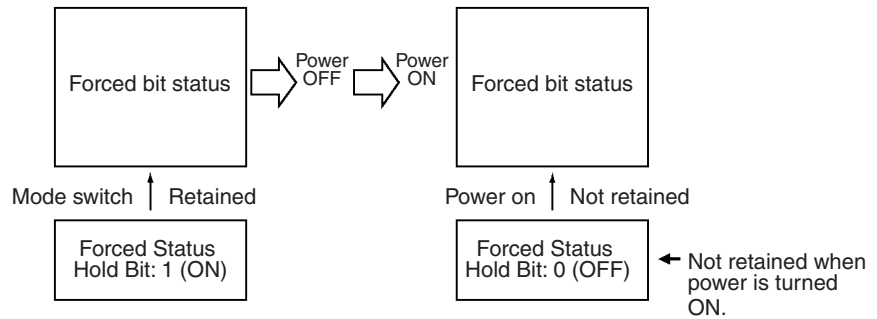 Forced bit status
Power
OFF
Power
ON
Forced bit status
Mode switch
Retained
Power on
Not retained
Forced Status
Hold Bit: 1 (ON)
Forced Status
Hold Bit: 0 (OFF)
Not retained when
power is turned
ON.